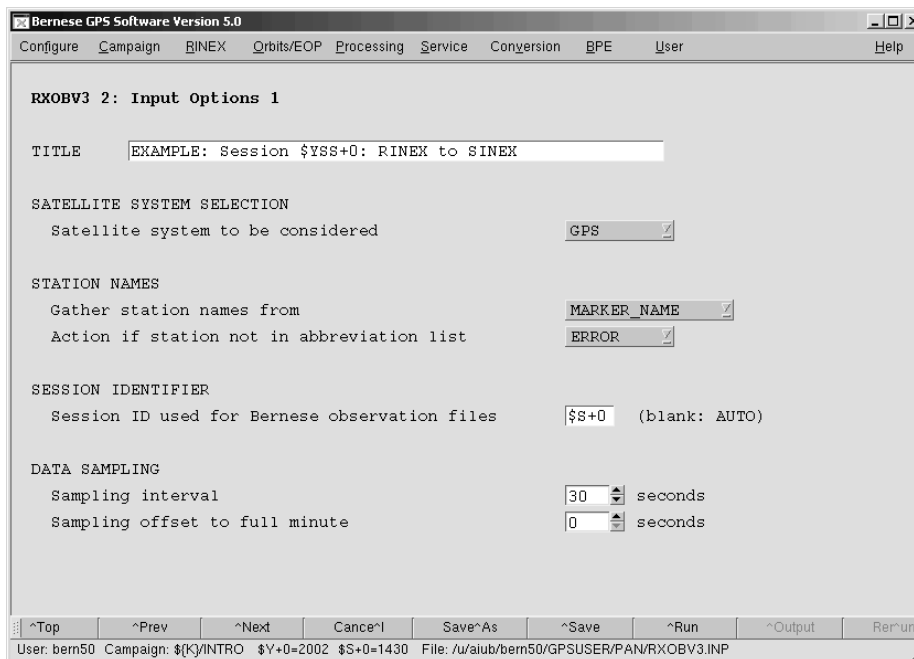 Bernese GPS Software Version 5.0
Configure Campaign RINEX Orbits/EOP Processing Service Conversion BPE User Help
RXOBV3 2: Input Options 1
TITLE EXAMPLE: Session $YSS+0: RINEX to SINEX
SATELLITE SYSTEM SELECTION
Satellite system to be considered GPS
STATION NAMES
Gather station names from MARKER_NAME
Action if station not in abbreviation list ERROR
SESSION IDENTIFIER
Session ID used for Bernese observation files $S+0 (blank: AUTO)
DATA SAMPLING
Sampling interval 30 seconds
Sampling offset to full minute 0 seconds
^Top ^Prev ^Next Cance^l Save^As ^Save ^Run ^Output Rer^un
User: bern50 Campaign: ${K}/INTRO $Y+0=2002 $S+0=1430 File: /u/aiub/bern50/GPSUSER/PAN/RXOBV3.INP